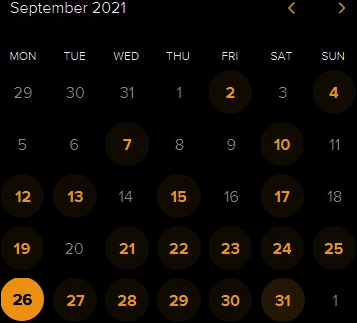 September 2021
MON TUE WED THU FRI SAT SUN
29 30 31 1 2 3 4
5 6 7 8 9 10 11
12 13 14 15 16 17 18
19 20 21 22 23 24 25
26 27 28 29 30 31 1